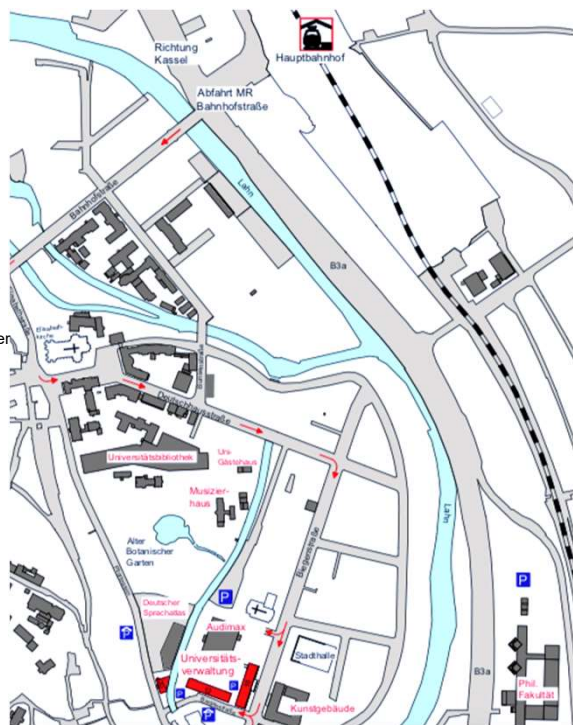 Richtung
Kassel
Hauptbahnhof
Abfahrt MR
Bahnhofstraße
Bahnhofstraße
Lahn
B3a
er
Elisabeth-
kirche
Deutschhausstraße
Universitätsbibliothek
Uni-
Gästehaus
Musizier-
haus
Lahn
Alter
Botanischer
Garten
Biegenstraße
P
P
Deutscher
Sprachatlas
Audimax
P
Stadthalle
Universitäts-
verwaltung
B3a
Phil.
Fakultät
P
P
Kunstgebäude
P